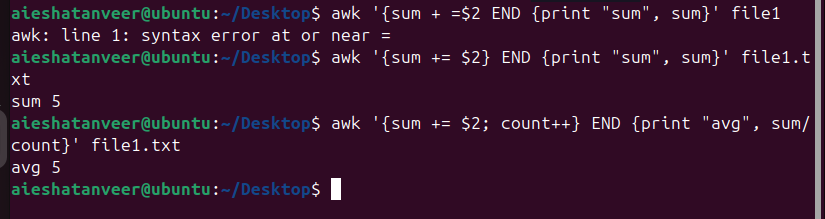 aieshatanveer@ubuntu:~/Desktop$ awk '{sum + =$2 END {print "sum", sum}' file1
awk: line 1: syntax error at or near =
aieshatanveer@ubuntu:~/Desktop$ awk '{sum += $2} END {print "sum", sum}' file1.t
xt
sum 5
aieshatanveer@ubuntu:~/Desktop$ awk '{sum += $2; count++} END {print "avg", sum/
count}' file1.txt
avg 5
aieshatanveer@ubuntu:~/Desktop$